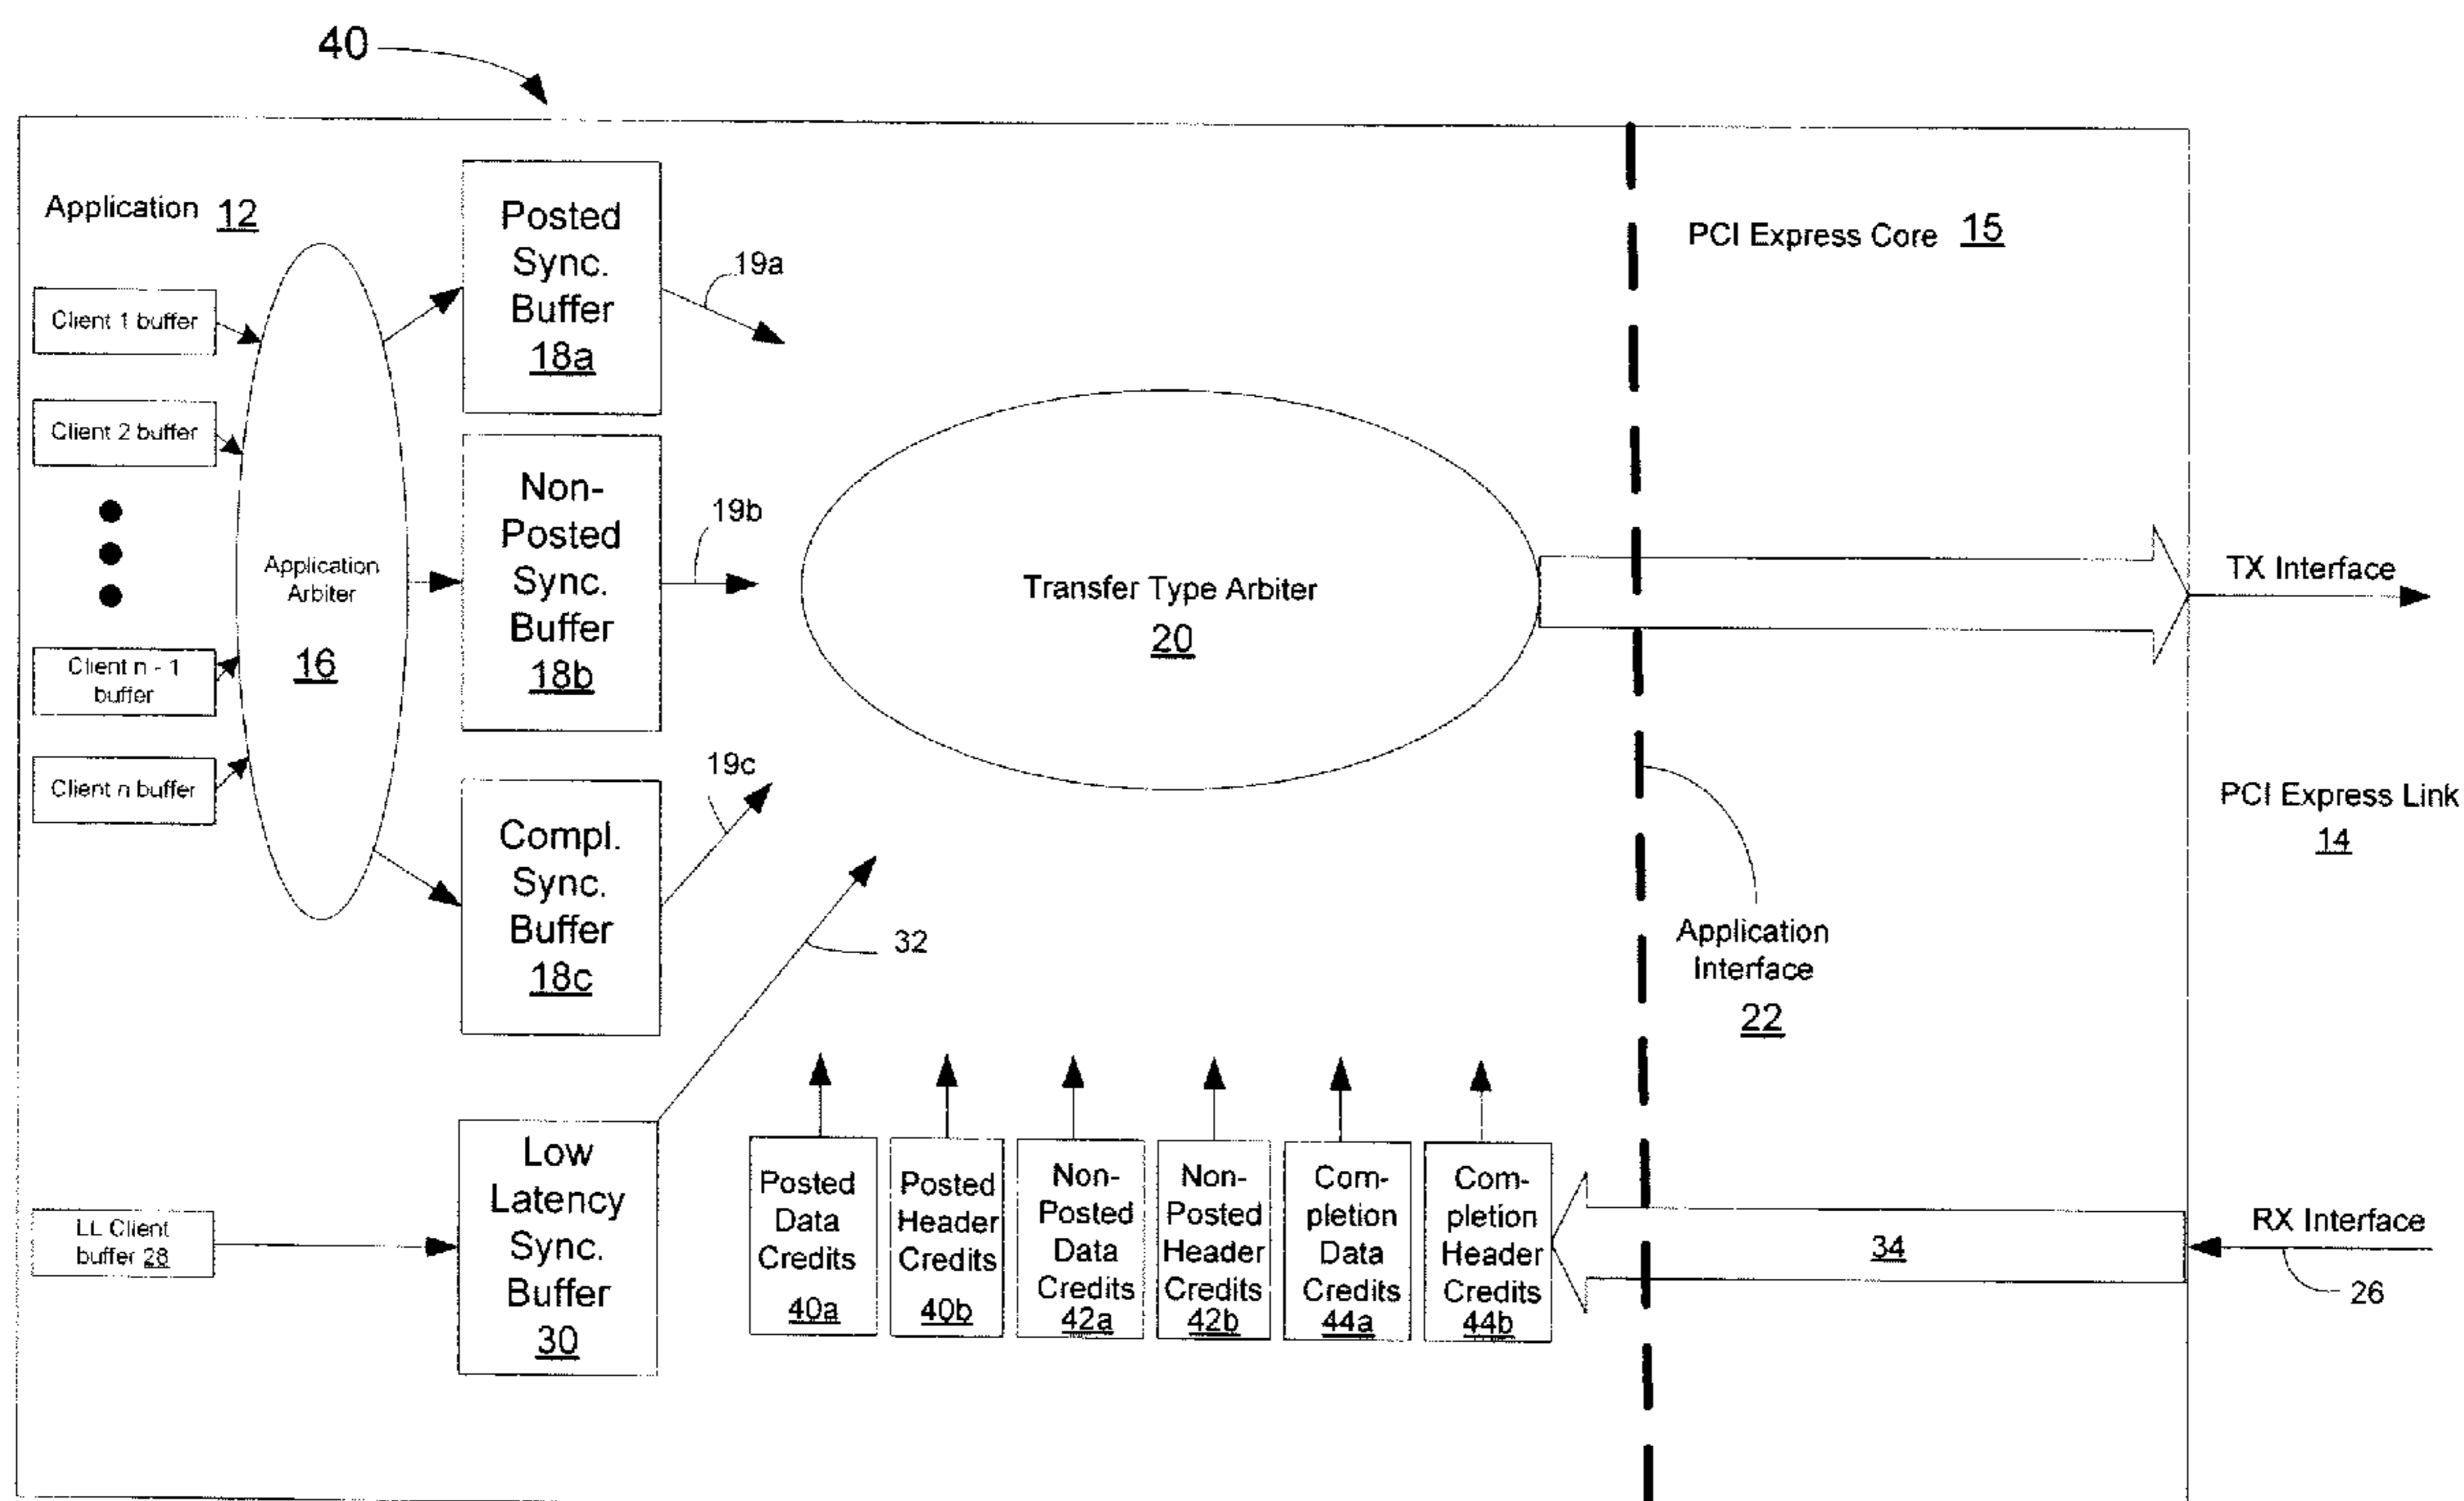 40
Application 12
Client 1 buffer
Client 2 buffer
Client n - 1
buffer
Client n buffer
Application
Arbiter
16
Posted
Sync.
Buffer
18a
19a
Non-
Posted
Sync.
Buffer
18b
19b
Compl.
Sync.
Buffer
18c
19c
Transfer Type Arbiter
20
PCI Express Core 15
TX Interface
PCI Express Link
14
Application
Interface
22
32
LL Client
buffer 28
Low
Latency
Sync.
Buffer
30
Posted
Data
Credits
40a
Posted
Header
Credits
40b
Non-
Posted
Data
Credits
42a
Non-
Posted
Header
Credits
42b
Com-
pletion
Data
Credits
44a
Com-
pletion
Header
Credits
44b
34
RX Interface
26